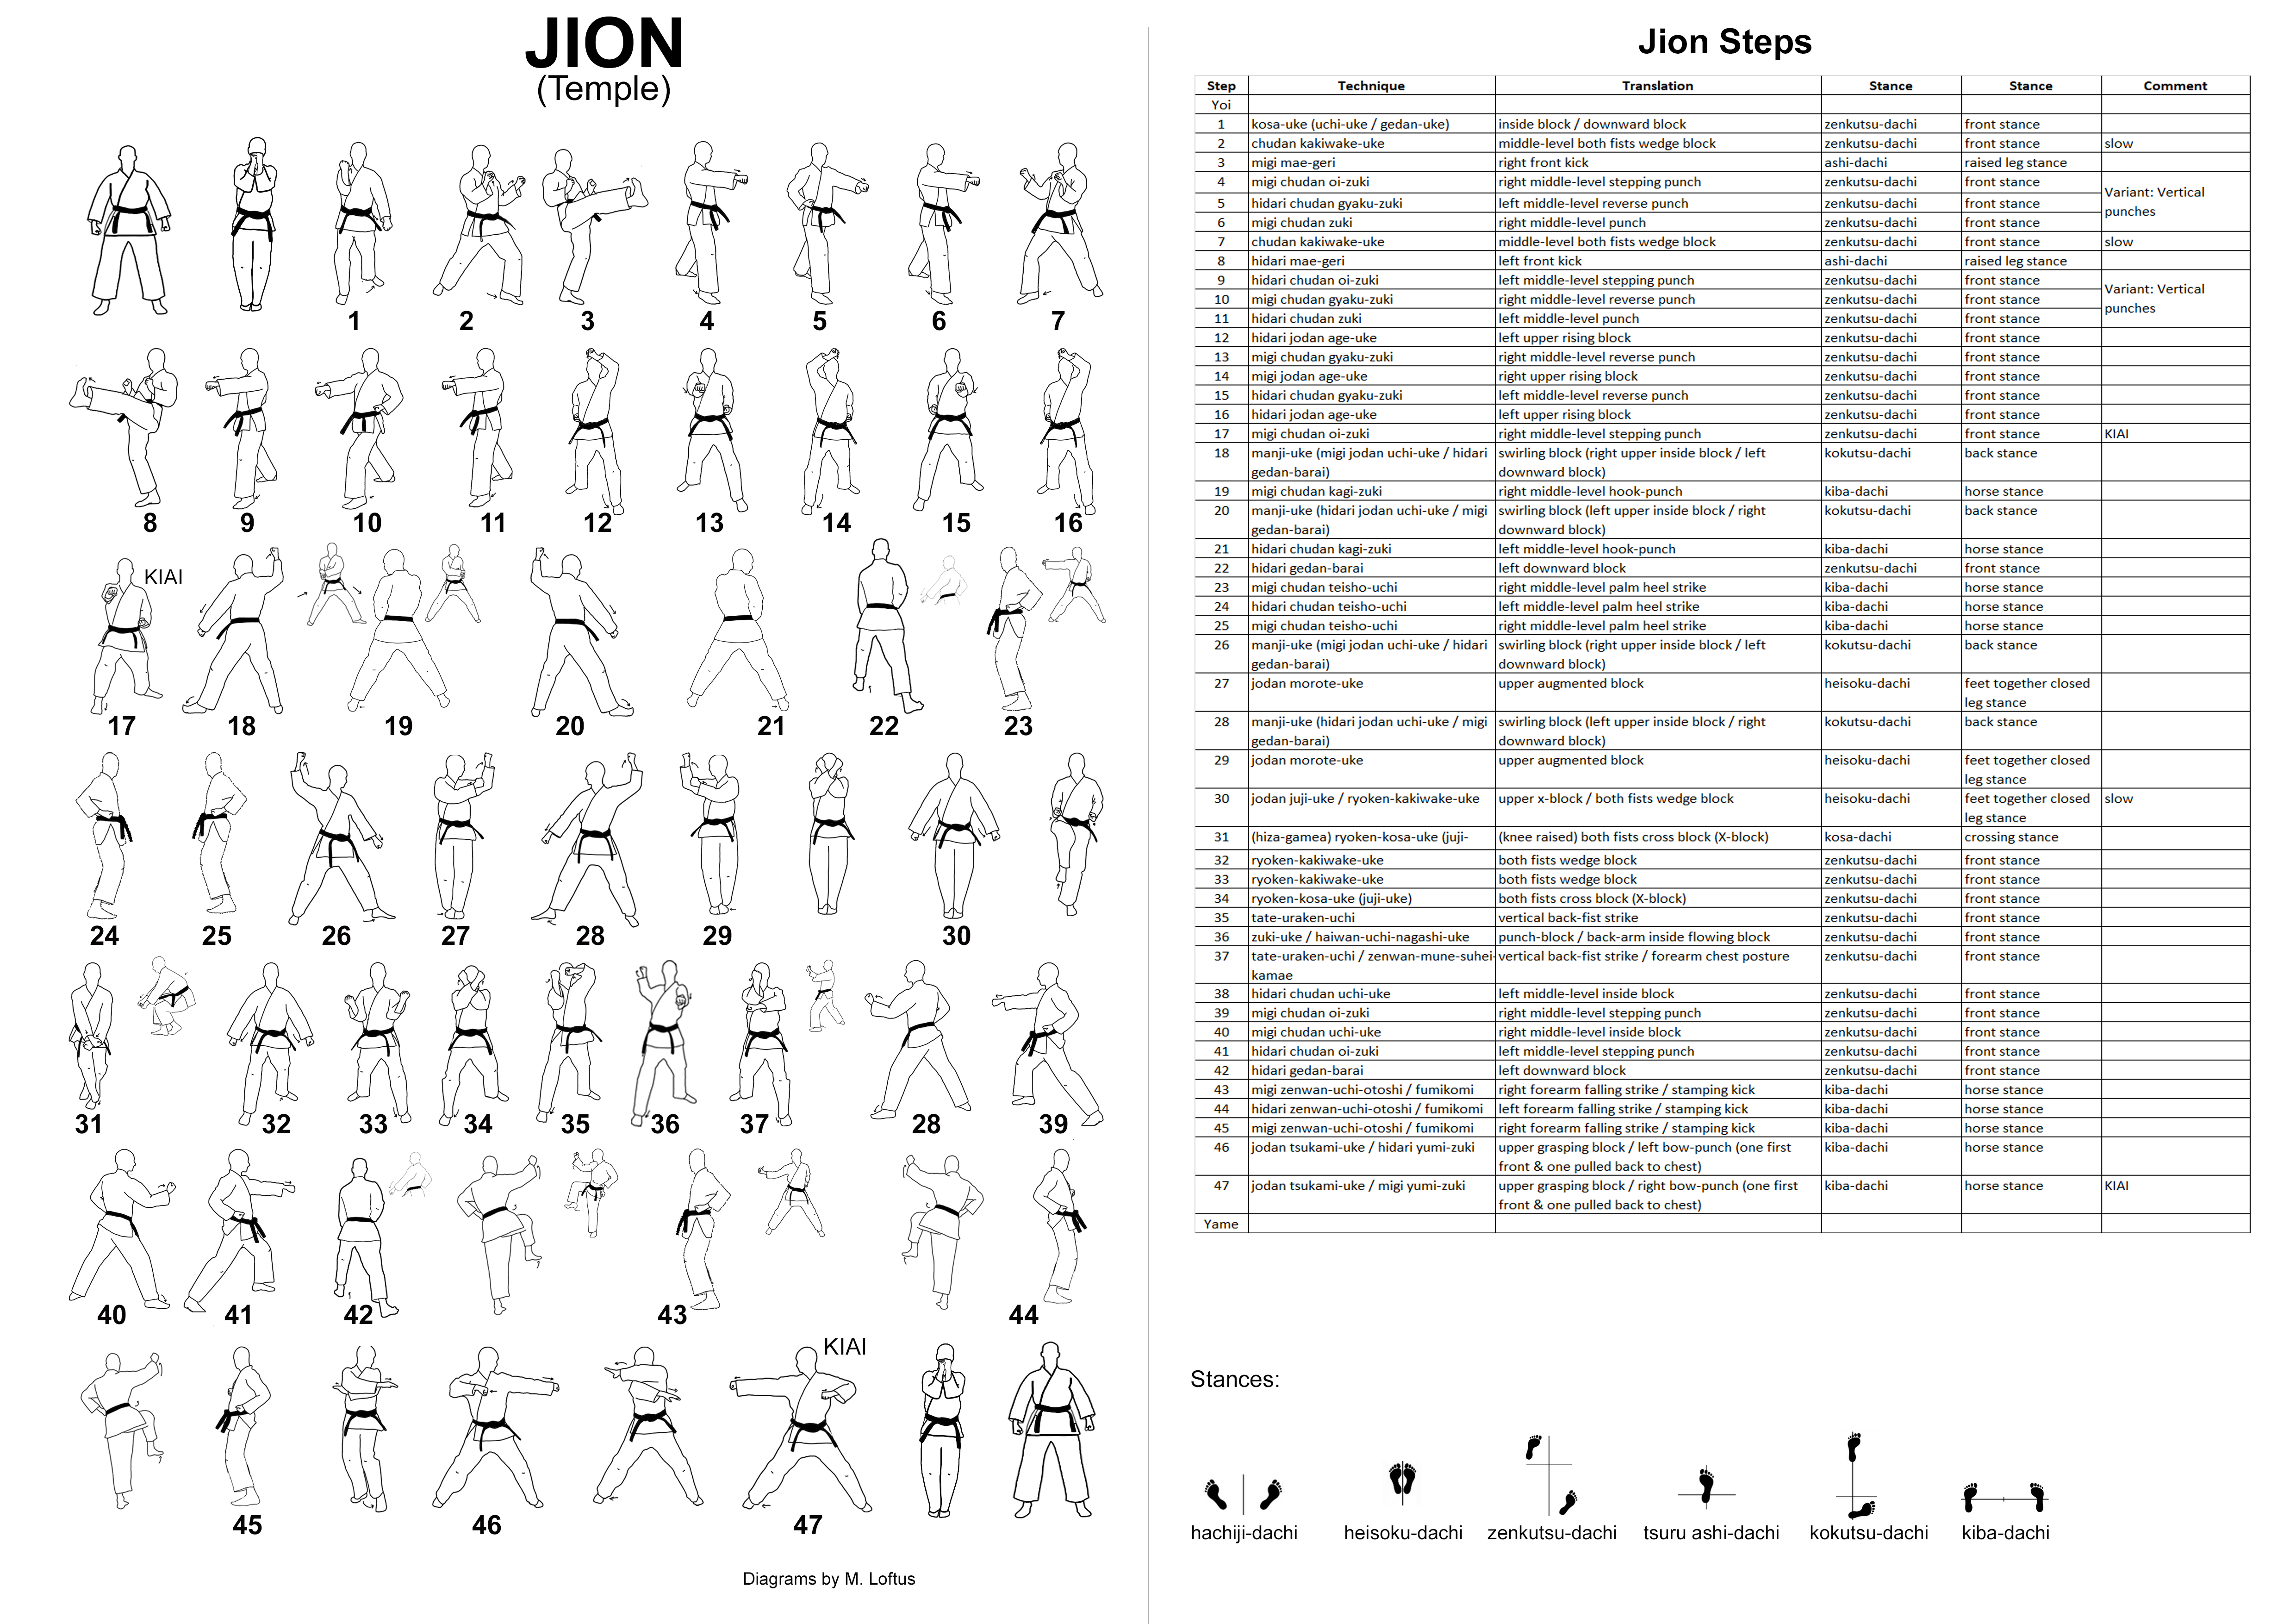 JION
(Temple)
1 2 3 4 5 6 7
8 9 10 11 12 13 14 15 16
KIAI
17 18 19 20 21 22 23
24 25 26 27 28 29 30
31 32 33 34 35 36 37 28 39
40 41 42 43 44
KIAI
45 46 47
Diagrams by M. Loftus
Jion Steps
Step Technique Translation Stance Stance Comment
Yoi
1 kosa-uke (uchi-uke / gedan-uke) inside block / downward block zenkutsu-dachi front stance
2 chudan kakiwake-uke middle-level both fists wedge block zenkutsu-dachi front stance slow
3 migi mae-geri right front kick ashi-dachi raised leg stance
4 migi chudan oi-zuki right middle-level stepping punch zenkutsu-dachi front stance Variant: Vertical
5 hidari chudan gyaku-zuki left middle-level reverse punch zenkutsu-dachi front stance punches
6 migi chudan zuki right middle-level punch zenkutsu-dachi front stance
7 chudan kakiwake-uke middle-level both fists wedge block zenkutsu-dachi front stance slow
8 hidari mae-geri left front kick ashi-dachi raised leg stance
9 hidari chudan oi-zuki left middle-level stepping punch zenkutsu-dachi front stance Variant: Vertical
10 migi chudan gyaku-zuki right middle-level reverse punch zenkutsu-dachi front stance punches
11 hidari chudan zuki left middle-level punch zenkutsu-dachi front stance
12 hidari jodan age-uke left upper rising block zenkutsu-dachi front stance
13 migi chudan gyaku-zuki right middle-level reverse punch zenkutsu-dachi front stance
14 migi jodan age-uke right upper rising block zenkutsu-dachi front stance
15 hidari chudan gyaku-zuki left middle-level reverse punch zenkutsu-dachi front stance
16 hidari jodan age-uke left upper rising block zenkutsu-dachi front stance
17 migi chudan oi-zuki right middle-level stepping punch zenkutsu-dachi front stance KIAI
18 manji-uke (migi jodan uchi-uke / hidari swirling block (right upper inside block / left kokutsu-dachi back stance
gedan-barai) downward block)
19 migi chudan kagi-zuki right middle-level hook-punch kiba-dachi horse stance
20 manji-uke (hidari jodan uchi-uke / migi swirling block (left upper inside block / right kokutsu-dachi back stance
gedan-barai) downward block)
21 hidari chudan kagi-zuki left middle-level hook-punch kiba-dachi horse stance
22 hidari gedan-barai left downward block zenkutsu-dachi front stance
23 migi chudan teisho-uchi right middle-level palm heel strike kiba-dachi horse stance
24 hidari chudan teisho-uchi left middle-level palm heel strike kiba-dachi horse stance
25 migi chudan teisho-uchi right middle-level palm heel strike kiba-dachi horse stance
26 manji-uke (migi jodan uchi-uke / hidari swirling block (right upper inside block / left kokutsu-dachi back stance
gedan-barai) downward block)
27 jodan morote-uke upper augmented block heisoku-dachi feet together closed
leg stance
28 manji-uke (hidari jodan uchi-uke / migi swirling block (left upper inside block / right kokutsu-dachi back stance
gedan-barai) downward block)
29 jodan morote-uke upper augmented block heisoku-dachi feet together closed
leg stance
30 jodan juji-uke / ryoken-kakiwake-uke upper x-block / both fists wedge block heisoku-dachi feet together closed slow
leg stance
31 (hiza-gamea) ryoken-kosa-uke (juji- (knee raised) both fists cross block (X-block) kosa-dachi crossing stance
32 ryoken-kakiwake-uke both fists wedge block zenkutsu-dachi front stance
33 ryoken-kakiwake-uke both fists wedge block zenkutsu-dachi front stance
34 ryoken-kosa-uke (juji-uke) both fists cross block (X-block) zenkutsu-dachi front stance
35 tate-uraken-uchi vertical back-fist strike zenkutsu-dachi front stance
36 zuki-uke / haiwan-uchi-nagashi-uke punch-block / back-arm inside flowing block zenkutsu-dachi front stance
37 tate-uraken-uchi / zenwan-mune-suhei- vertical back-fist strike / forearm chest posture zenkutsu-dachi front stance
kamae
38 hidari chudan uchi-uke left middle-level inside block zenkutsu-dachi front stance
39 migi chudan oi-zuki right middle-level stepping punch zenkutsu-dachi front stance
40 migi chudan uchi-uke right middle-level inside block zenkutsu-dachi front stance
41 hidari chudan oi-zuki left middle-level stepping punch zenkutsu-dachi front stance
42 hidari gedan-barai left downward block zenkutsu-dachi front stance
43 migi zenwan-uchi-otoshi / fumikomi right forearm falling strike / stamping kick kiba-dachi horse stance
44 hidari zenwan-uchi-otoshi / fumikomi left forearm falling strike / stamping kick kiba-dachi horse stance
45 migi zenwan-uchi-otoshi / fumikomi right forearm falling strike / stamping kick kiba-dachi horse stance
46 jodan tsukami-uke / hidari yumi-zuki upper grasping block / left bow-punch (one first kiba-dachi horse stance
front & one pulled back to chest)
47 jodan tsukami-uke / migi yumi-zuki upper grasping block / right bow-punch (one first kiba-dachi horse stance KIAI
front & one pulled back to chest)
Yame
Stances:
hachiji-dachi heisoku-dachi zenkutsu-dachi tsuru ashi-dachi kokutsu-dachi kiba-dachi